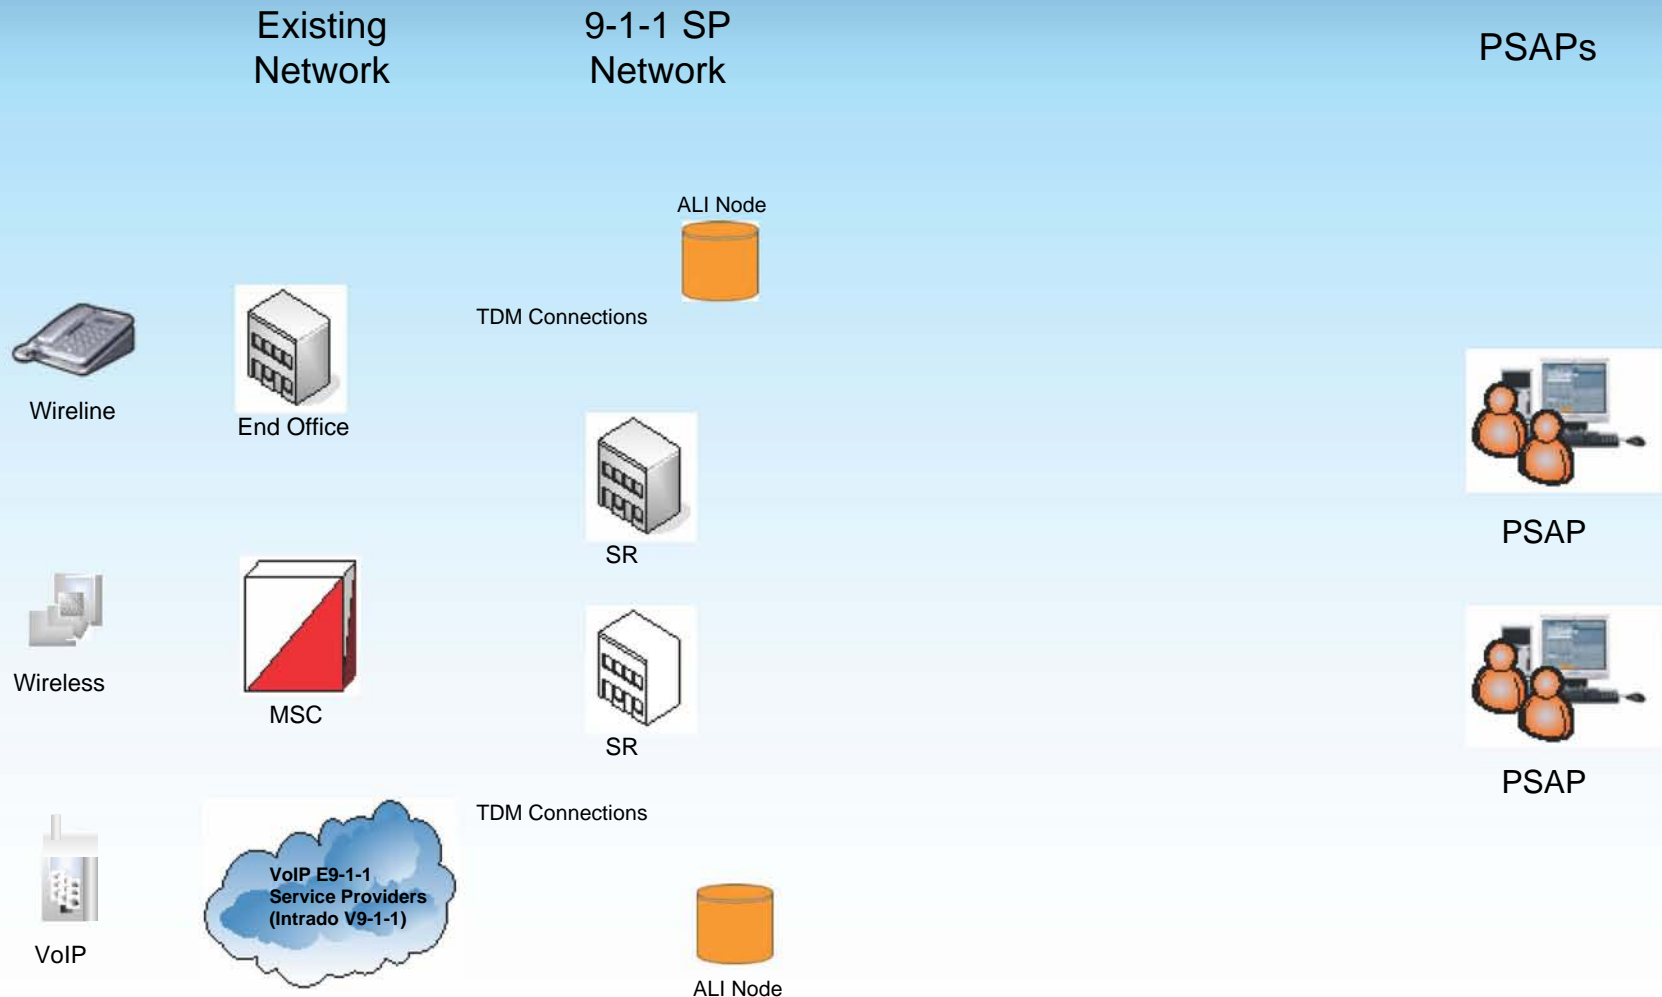 Existing
Network
9-1-1 SP
Network
PSAPs
ALI Node
TDM Connections
Wireline
End Office
SR
PSAP
Wireless
MSC
SR
PSAP
TDM Connections
VoIP E9-1-1
Service Providers
(Intrado V9-1-1)
VoIP
ALI Node